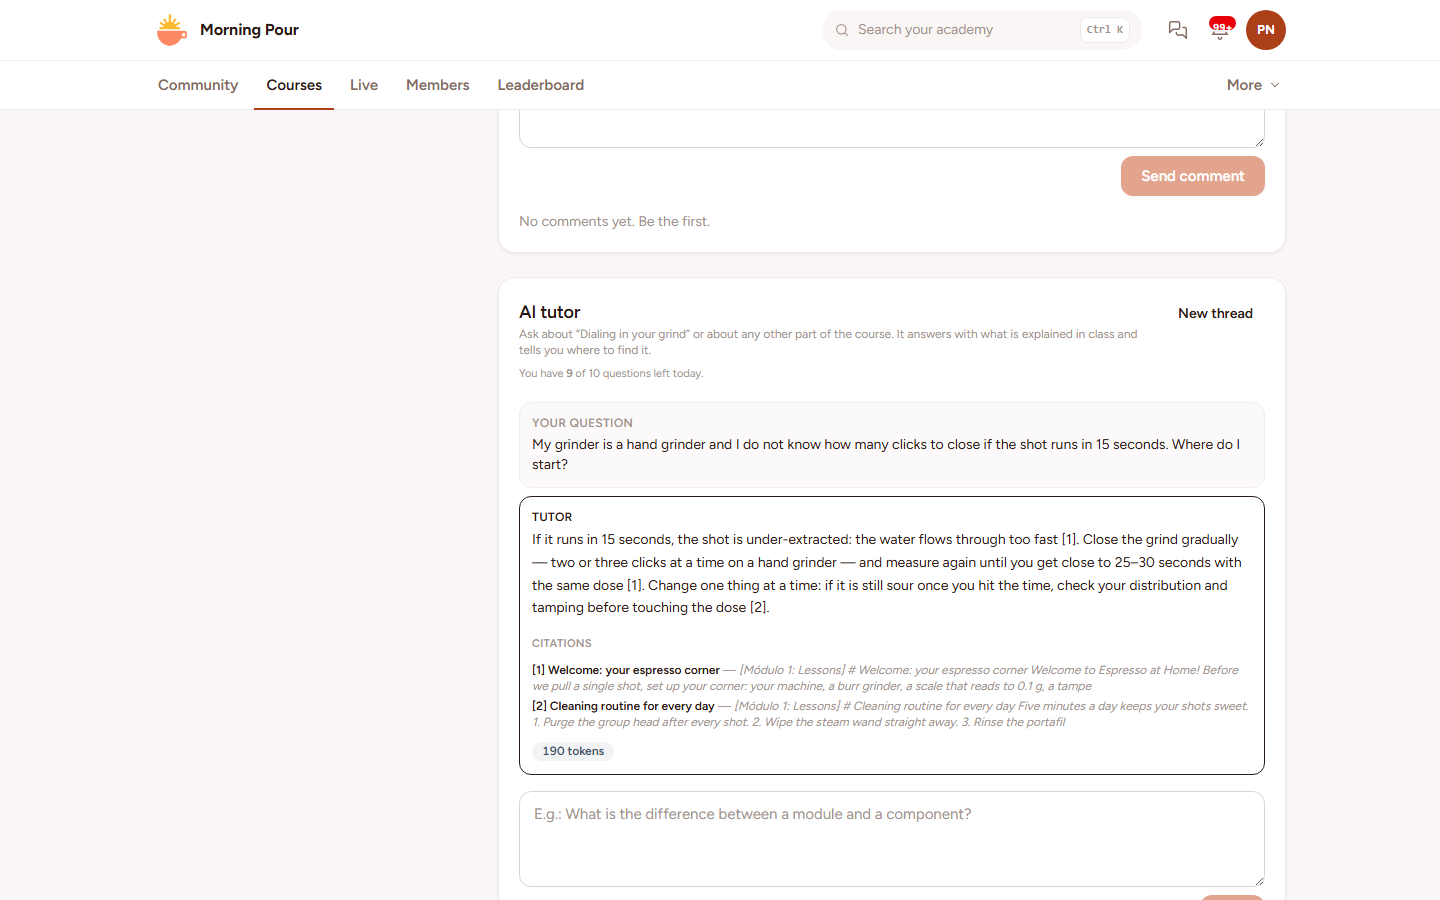 Morning Pour
Search your academy
Ctrl K
99+
PN
Community
Courses
Live
Members
Leaderboard
More
Send comment
No comments yet. Be the first.
AI tutor
New thread
Ask about “Dialing in your grind” or about any other part of the course. It answers with what is explained in class and
tells you where to find it.
You have 9 of 10 questions left today.
YOUR QUESTION
My grinder is a hand grinder and I do not know how many clicks to close if the shot runs in 15 seconds. Where do I
start?
TUTOR
If it runs in 15 seconds, the shot is under-extracted: the water flows through too fast [1]. Close the grind gradually
— two or three clicks at a time on a hand grinder — and measure again until you get close to 25–30 seconds with
the same dose [1]. Change one thing at a time: if it is still sour once you hit the time, check your distribution and
tamping before touching the dose [2].
CITATIONS
[1] Welcome: your espresso corner — [Módulo 1: Lessons] # Welcome: your espresso corner Welcome to Espresso at Home! Before
we pull a single shot, set up your corner: your machine, a burr grinder, a scale that reads to 0.1 g, a tampe
[2] Cleaning routine for every day — [Módulo 1: Lessons] # Cleaning routine for every day Five minutes a day keeps your shots sweet.
1. Purge the group head after every shot. 2. Wipe the steam wand straight away. 3. Rinse the portafil
190 tokens
E.g.: What is the difference between a module and a component?